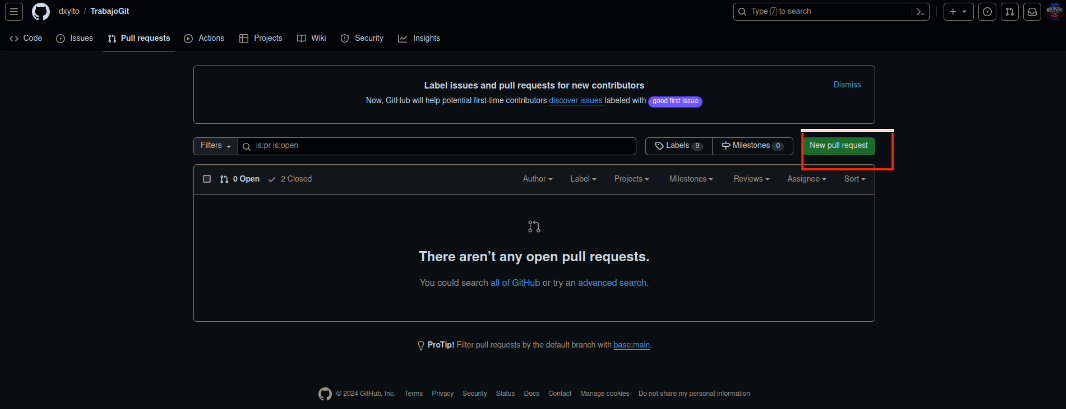 dxyito / TrabajoGit
Type / to search
Code Issues Pull requests Actions Projects Wiki Security Insights
Label issues and pull requests for new contributors
Dismiss
Now, GitHub will help potential first-time contributors discover issues labeled with good first issue
Filters is:pr is:open Labels 9 Milestones 0 New pull request
0 Open 2 Closed Author Label Projects Milestones Reviews Assignee Sort
There aren't any open pull requests.
You could search all of GitHub or try an advanced search.
ProTip! Filter pull requests by the default branch with base:main.
© 2024 GitHub, Inc. Terms Privacy Security Status Docs Contact Manage cookies Do not share my personal information